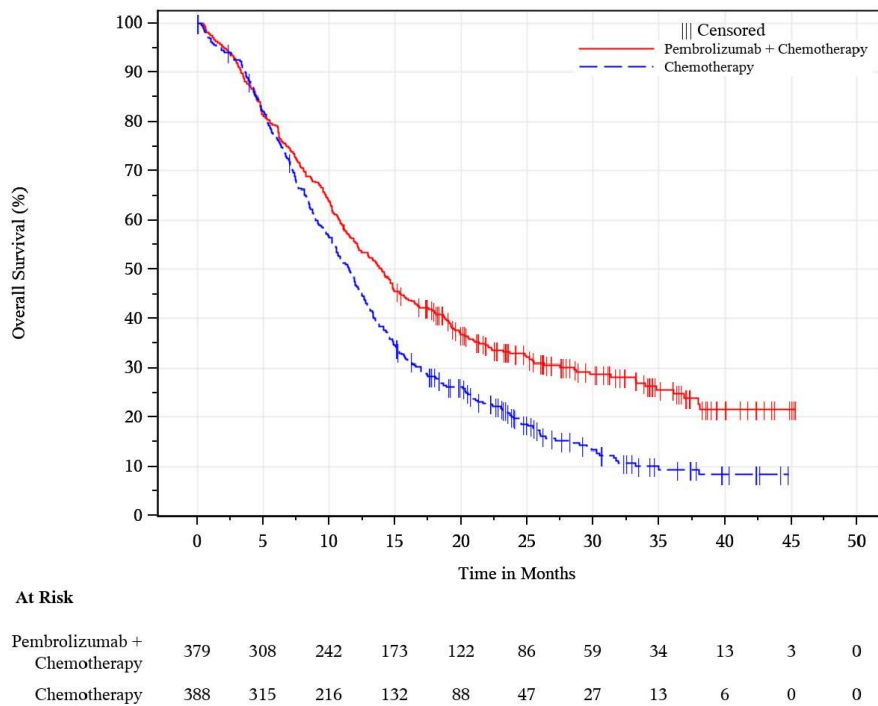 ||| Censored
Pembrolizumab + Chemotherapy
Chemotherapy
100
90
80
70
60
50
40
30
20
10
0
Overall Survival (%)
0 5 10 15 20 25 30 35 40 45 50
Time in Months
At Risk
Pembrolizumab +
Chemotherapy 379 308 242 173 122 86 59 34 13 3 0
Chemotherapy 388 315 216 132 88 47 27 13 6 0 0